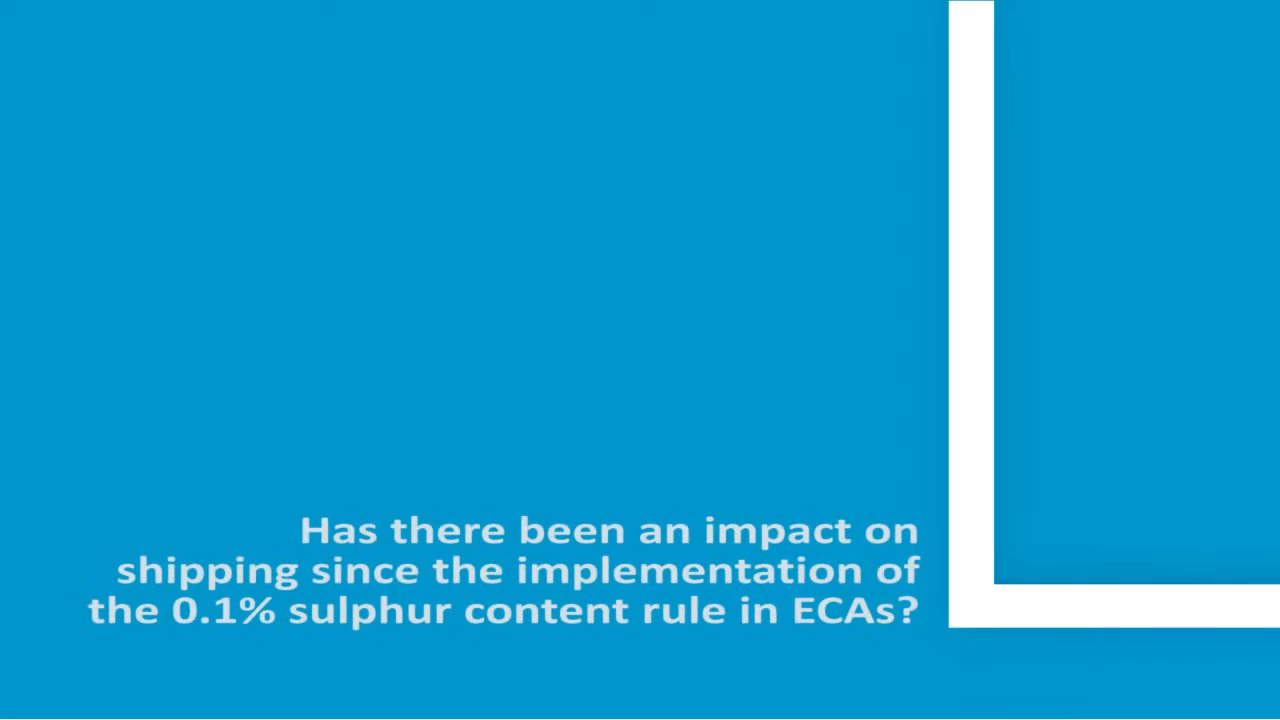 Has there been an impact on
shipping since the implementation of
the 0.1% sulphur content rule in ECAs?